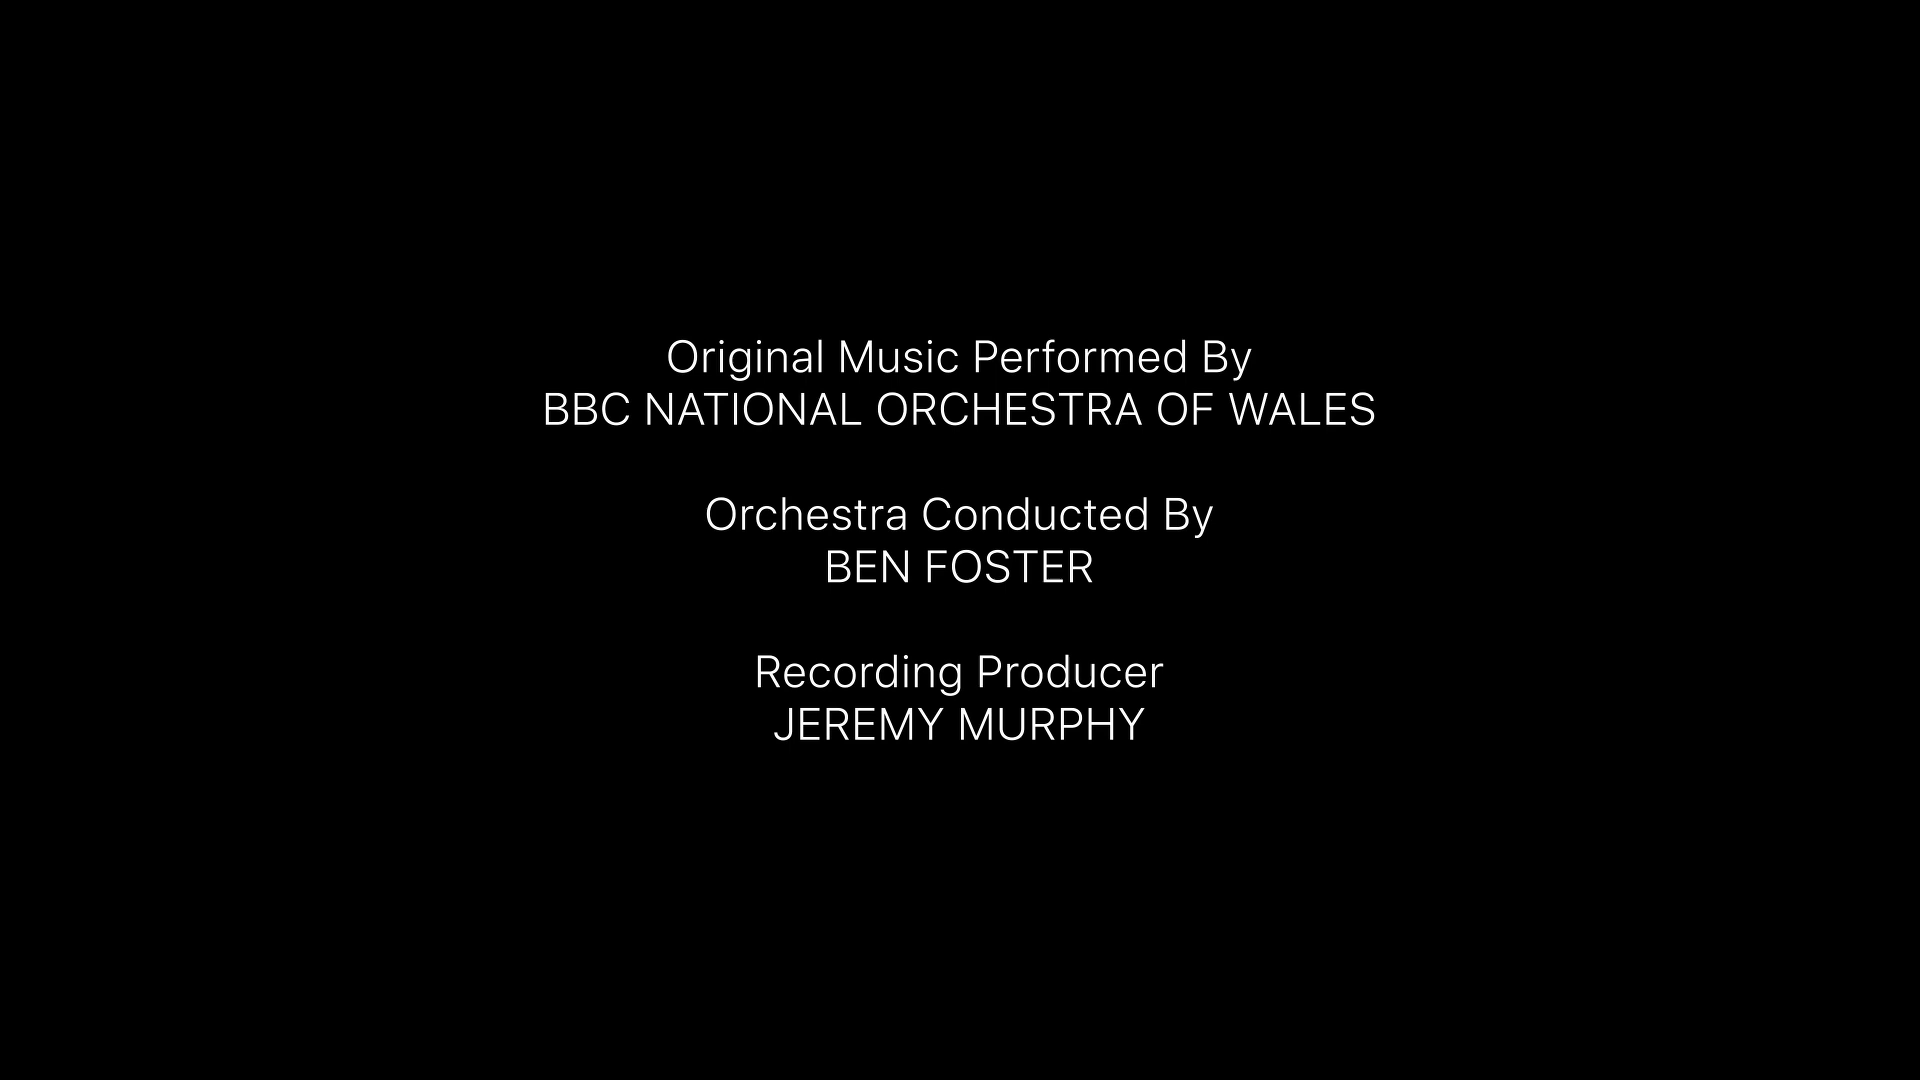 Original Music Performed By
BBC NATIONAL ORCHESTRA OF WALES
Orchestra Conducted By
BEN FOSTER
Recording Producer
JEREMY MURPHY